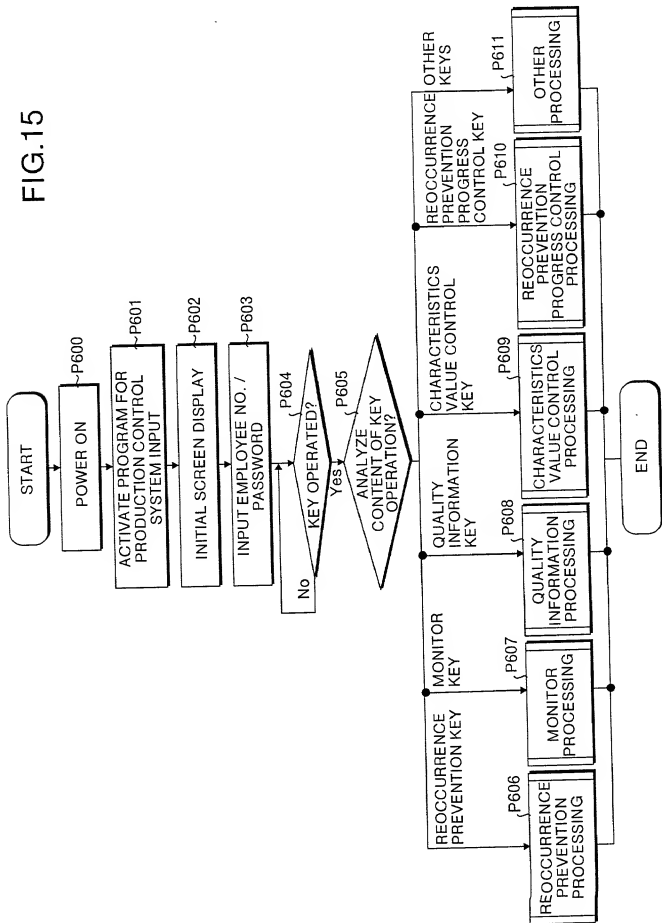 FIG.15
START
POWER ON
P600
ACTIVATE PROGRAM FOR
PRODUCTION CONTROL
SYSTEM INPUT
P601
INITIAL SCREEN DISPLAY
P602
INPUT EMPLOYEE NO. /
PASSWORD
P603
KEY OPERATED?
P604
No
Yes
ANALYZE
CONTENT OF KEY
OPERATION?
P605
REOCCURRENCE
PREVENTION KEY
MONITOR
KEY
QUALITY
INFORMATION
KEY
CHARACTERISTICS
VALUE CONTROL
KEY
REOCCURRENCE
PREVENTION
PROGRESS
CONTROL KEY
OTHER
KEYS
P606
REOCCURRENCE
PREVENTION
PROCESSING
P607
MONITOR
PROCESSING
P608
QUALITY
INFORMATION
PROCESSING
P609
CHARACTERISTICS
VALUE CONTROL
PROCESSING
P610
REOCCURRENCE
PREVENTION
PROGRESS CONTROL
PROCESSING
P611
OTHER
PROCESSING
END